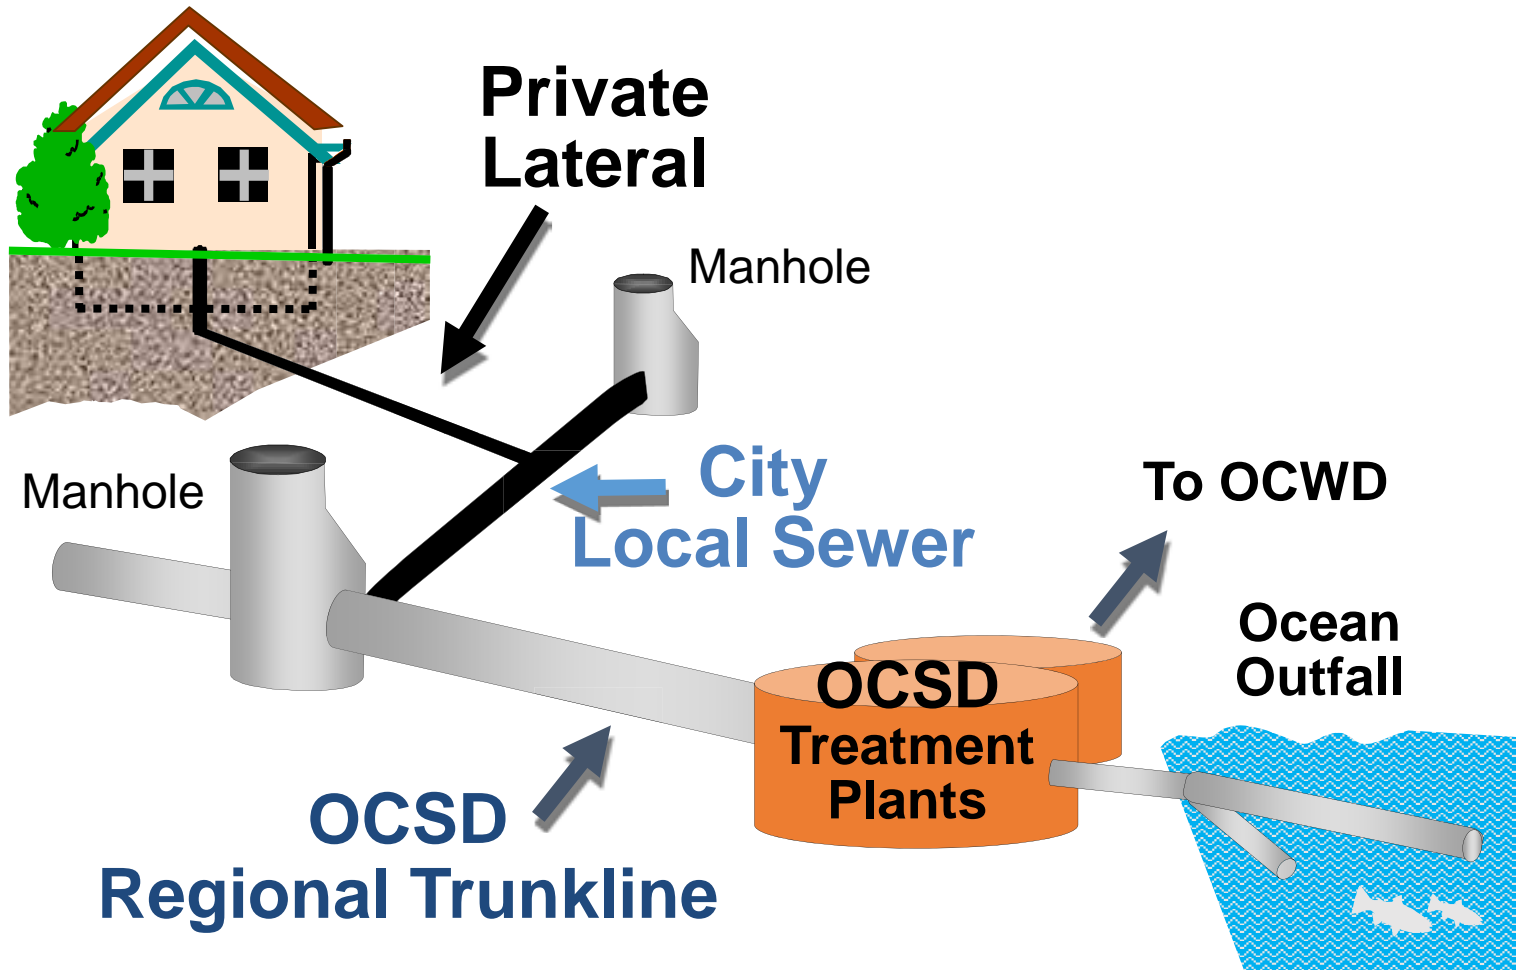 Private
Lateral
Manhole
Manhole
City
Local Sewer
To OCWD
Ocean
Outfall
OCSD
Treatment
Plants
OCSD
Regional Trunkline